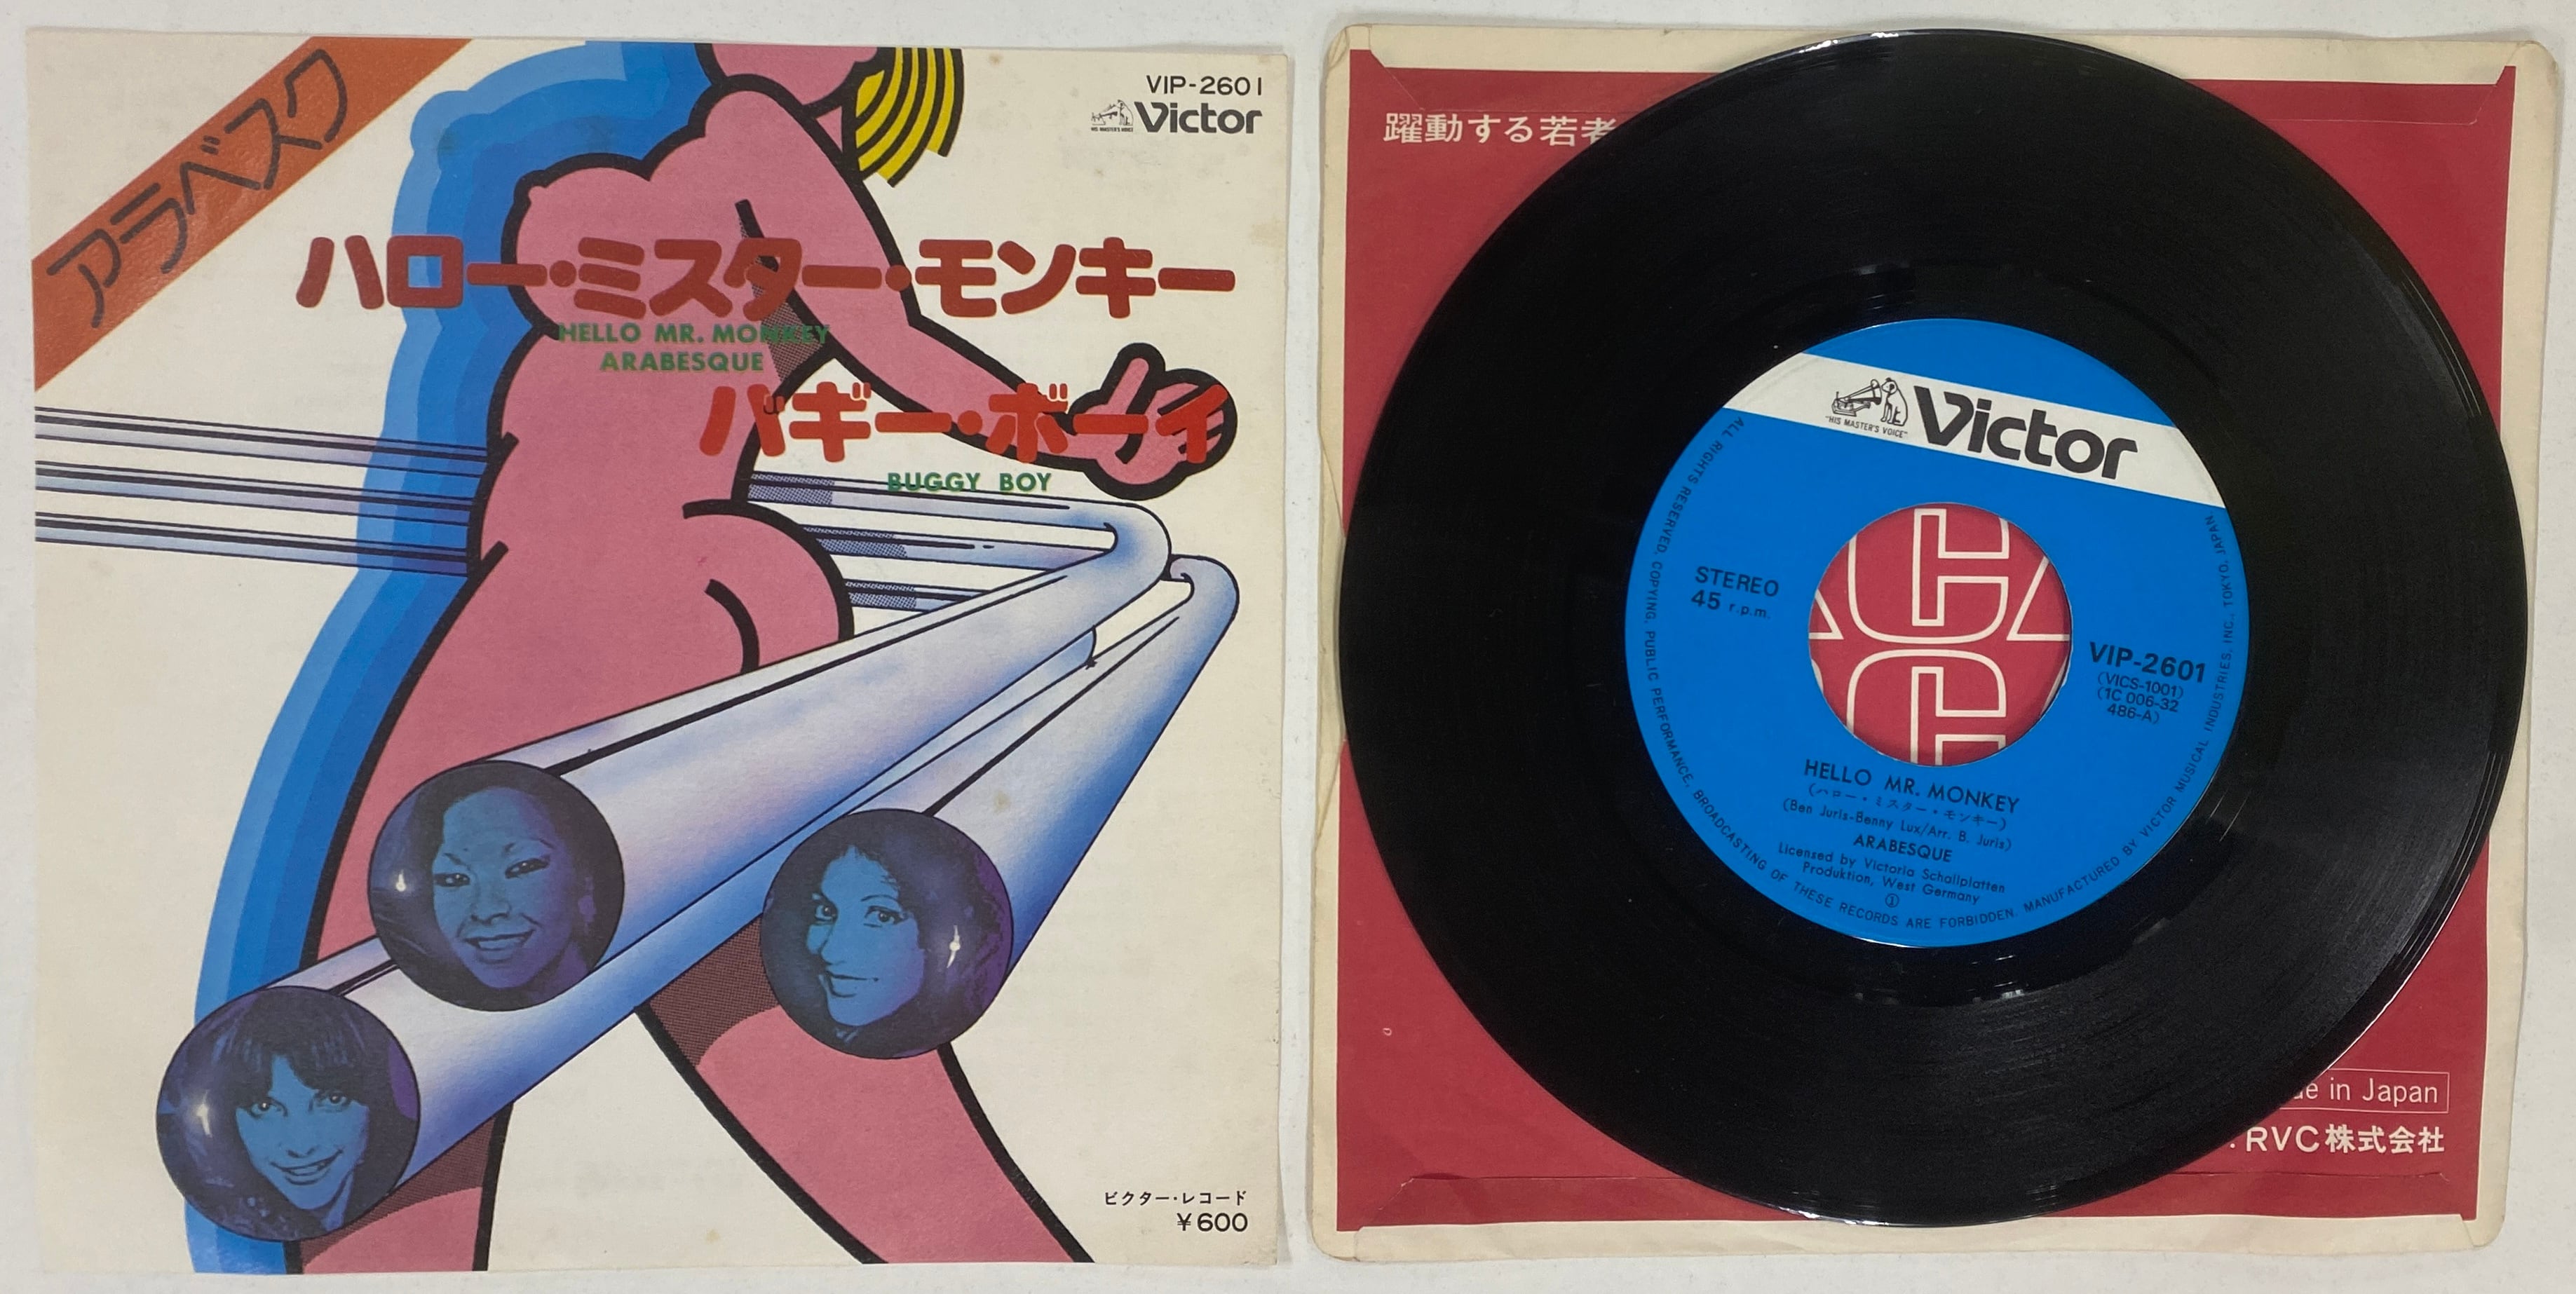 アラベスク
VIP-2601
HIS MASTER'S VOICE
Victor
ハロー・ミスター・モンキー
HELLO MR. MONKEY
ARABESQUE
バギー・ボーイ
BUGGY BOY
ビクター・レコード
¥600
躍動する若者
"HIS MASTER'S VOICE"
Victor
STEREO
45 r.p.m.
VIP-2601
(VICS-1001)
(1C 006-32
486-A)
HELLO MR. MONKEY
(ハロー・ミスター・モンキー)
(Ben Juris-Benny Lux/Arr. B. Juris)
ARABESQUE
Licensed by Victoria Schallplatten
Produktion, West Germany
ALL RIGHTS RESERVED. COPYING, PUBLIC PERFORMANCE, BROADCASTING OF THESE RECORDS ARE FORBIDDEN. MANUFACTURED BY VICTOR MUSICAL INDUSTRIES, INC. TOKYO, JAPAN
in Japan
RVC株式会社